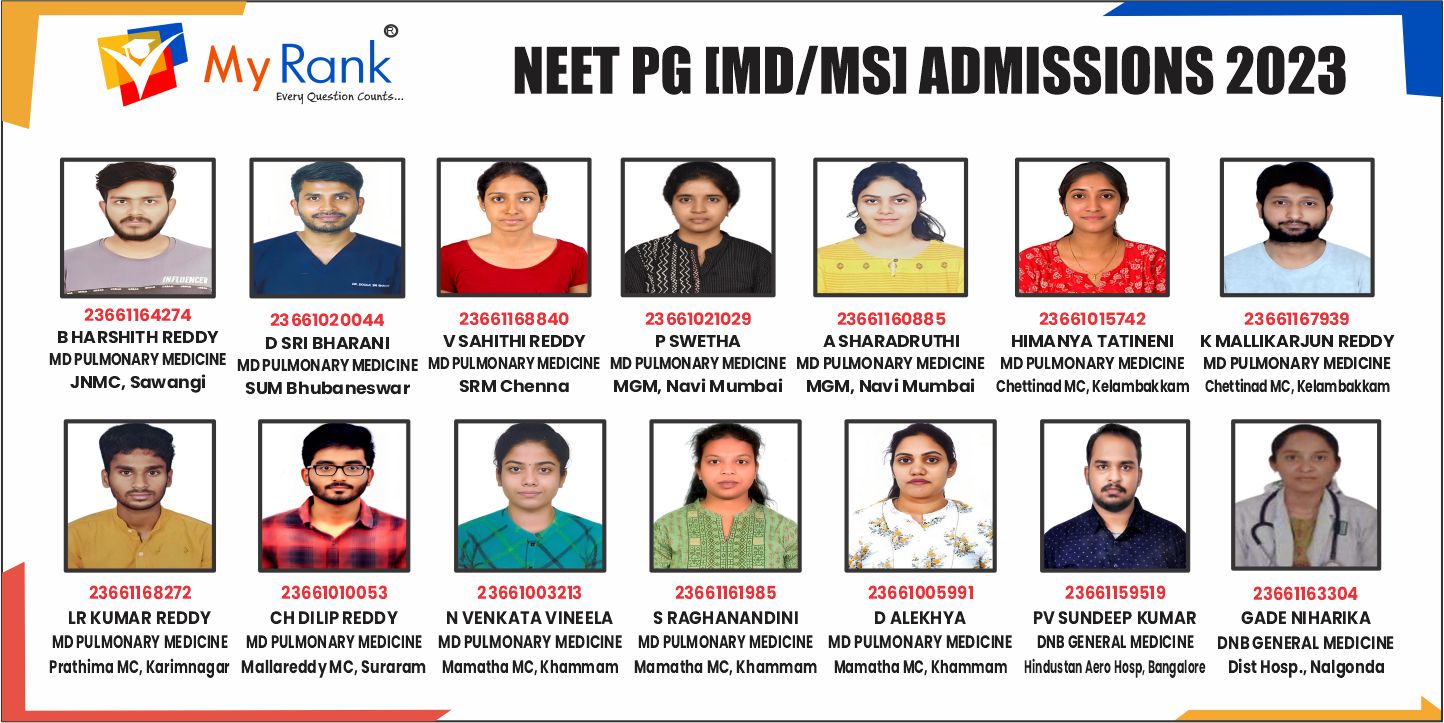 My Rank ®
Every Question Counts...
NEET PG [MD/MS] ADMISSIONS 2023
INFLUENCER
23661164274
B HARSHITH REDDY
MD PULMONARY MEDICINE
JNMC, Sawangi
23661020044
D SRI BHARANI
MD PULMONARY MEDICINE
SUM Bhubaneswar
23661168840
V SAHITHI REDDY
MD PULMONARY MEDICINE
SRM Chenna
23661021029
P SWETHA
MD PULMONARY MEDICINE
MGM, Navi Mumbai
23661160885
A SHARADRUTHI
MD PULMONARY MEDICINE
MGM, Navi Mumbai
23661015742
HIMANYA TATINENI
MD PULMONARY MEDICINE
Chettinad MC, Kelambakkam
23661167939
K MALLIKARJUN REDDY
MD PULMONARY MEDICINE
Chettinad MC, Kelambakkam
23661168272
LR KUMAR REDDY
MD PULMONARY MEDICINE
Prathima MC, Karimnagar
23661010053
CH DILIP REDDY
MD PULMONARY MEDICINE
Mallareddy MC, Suraram
23661003213
N VENKATA VINEELA
MD PULMONARY MEDICINE
Mamatha MC, Khammam
23661161985
S RAGHANANDINI
MD PULMONARY MEDICINE
Mamatha MC, Khammam
23661005991
D ALEKHYA
MD PULMONARY MEDICINE
Mamatha MC, Khammam
23661159519
PV SUNDEEP KUMAR
DNB GENERAL MEDICINE
Hindustan Aero Hosp, Bangalore
23661163304
GADE NIHARIKA
DNB GENERAL MEDICINE
Dist Hosp., Nalgonda